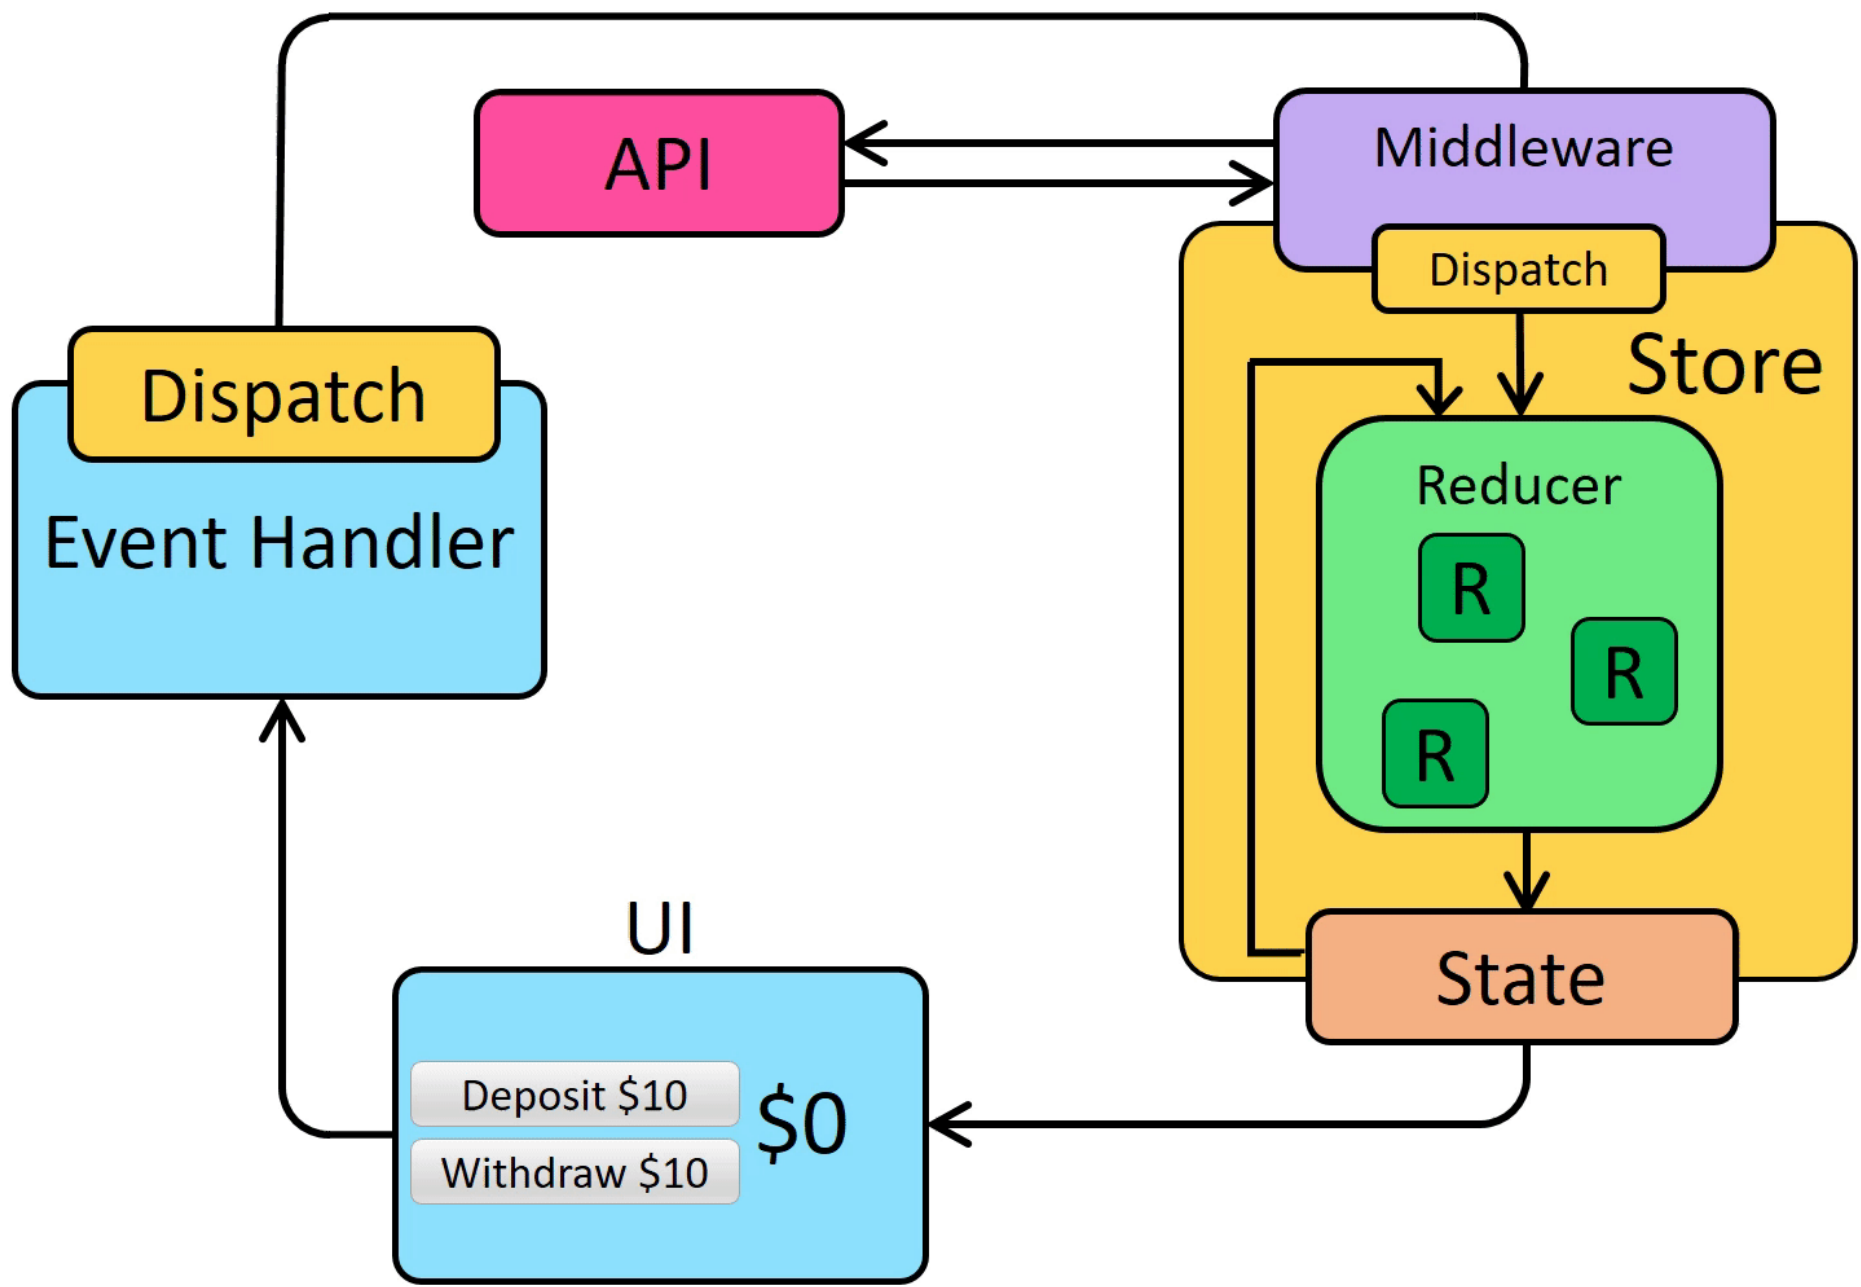 API
Middleware
Dispatch
Store
Dispatch
Event Handler
Reducer
R
R
R
State
UI
Deposit $10
$0
Withdraw $10